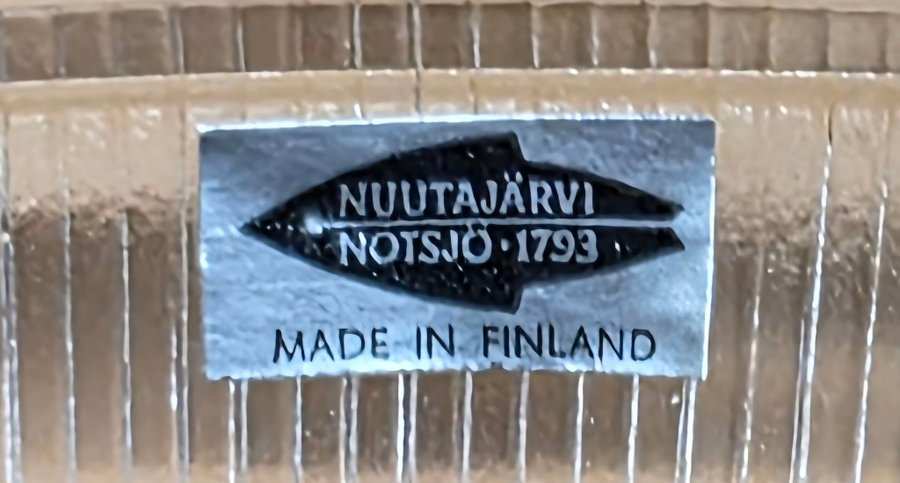 NUUTAJÄRVI
NOTSJÖ·1793
MADE IN FINLAND